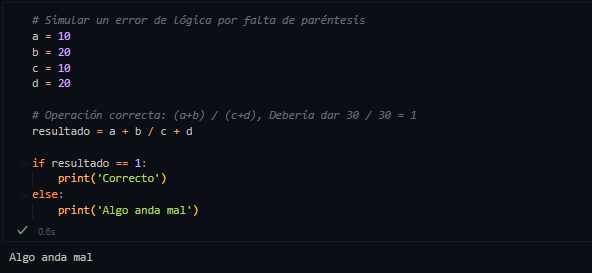 # Simular un error de lógica por falta de paréntesis
a = 10
b = 20
c = 10
d = 20
# Operación correcta: (a+b) / (c+d), Debería dar 30 / 30 = 1
resultado = a + b / c + d
if resultado == 1:
    print('Correcto')
else:
    print('Algo anda mal')
0.6s
Algo anda mal